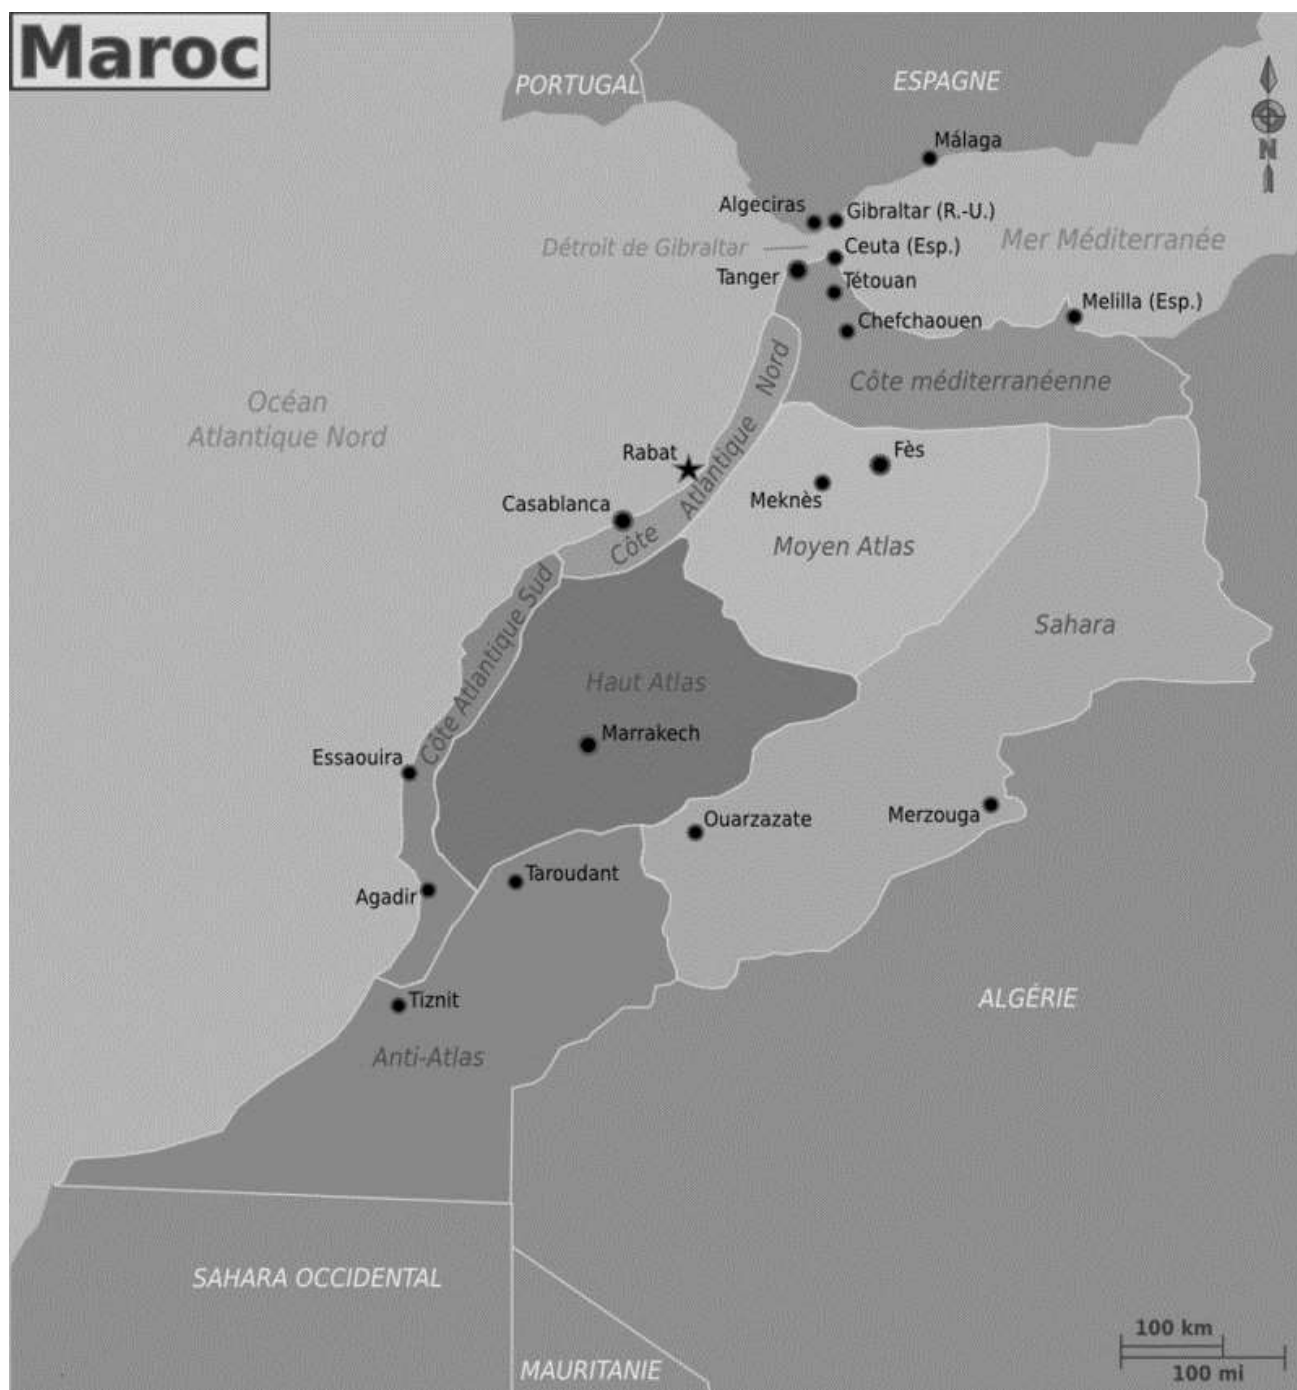 Maroc
PORTUGAL
ESPAGNE
Málaga
N
Algeciras
Gibraltar (R.-U.)
Détroit de Gibraltar
Ceuta (Esp.)
Mer Méditerranée
Tanger
Tétouan
Melilla (Esp.)
Chefchaouen
Côte méditerranéenne
Océan
Atlantique Nord
Côte Atlantique Nord
Rabat
Fès
Meknès
Casablanca
Moyen Atlas
Côte Atlantique Sud
Sahara
Haut Atlas
Marrakech
Essaouira
Ouarzazate
Merzouga
Taroudant
Agadir
Tiznit
ALGÉRIE
Anti-Atlas
SAHARA OCCIDENTAL
MAURITANIE
100 km
100 mi